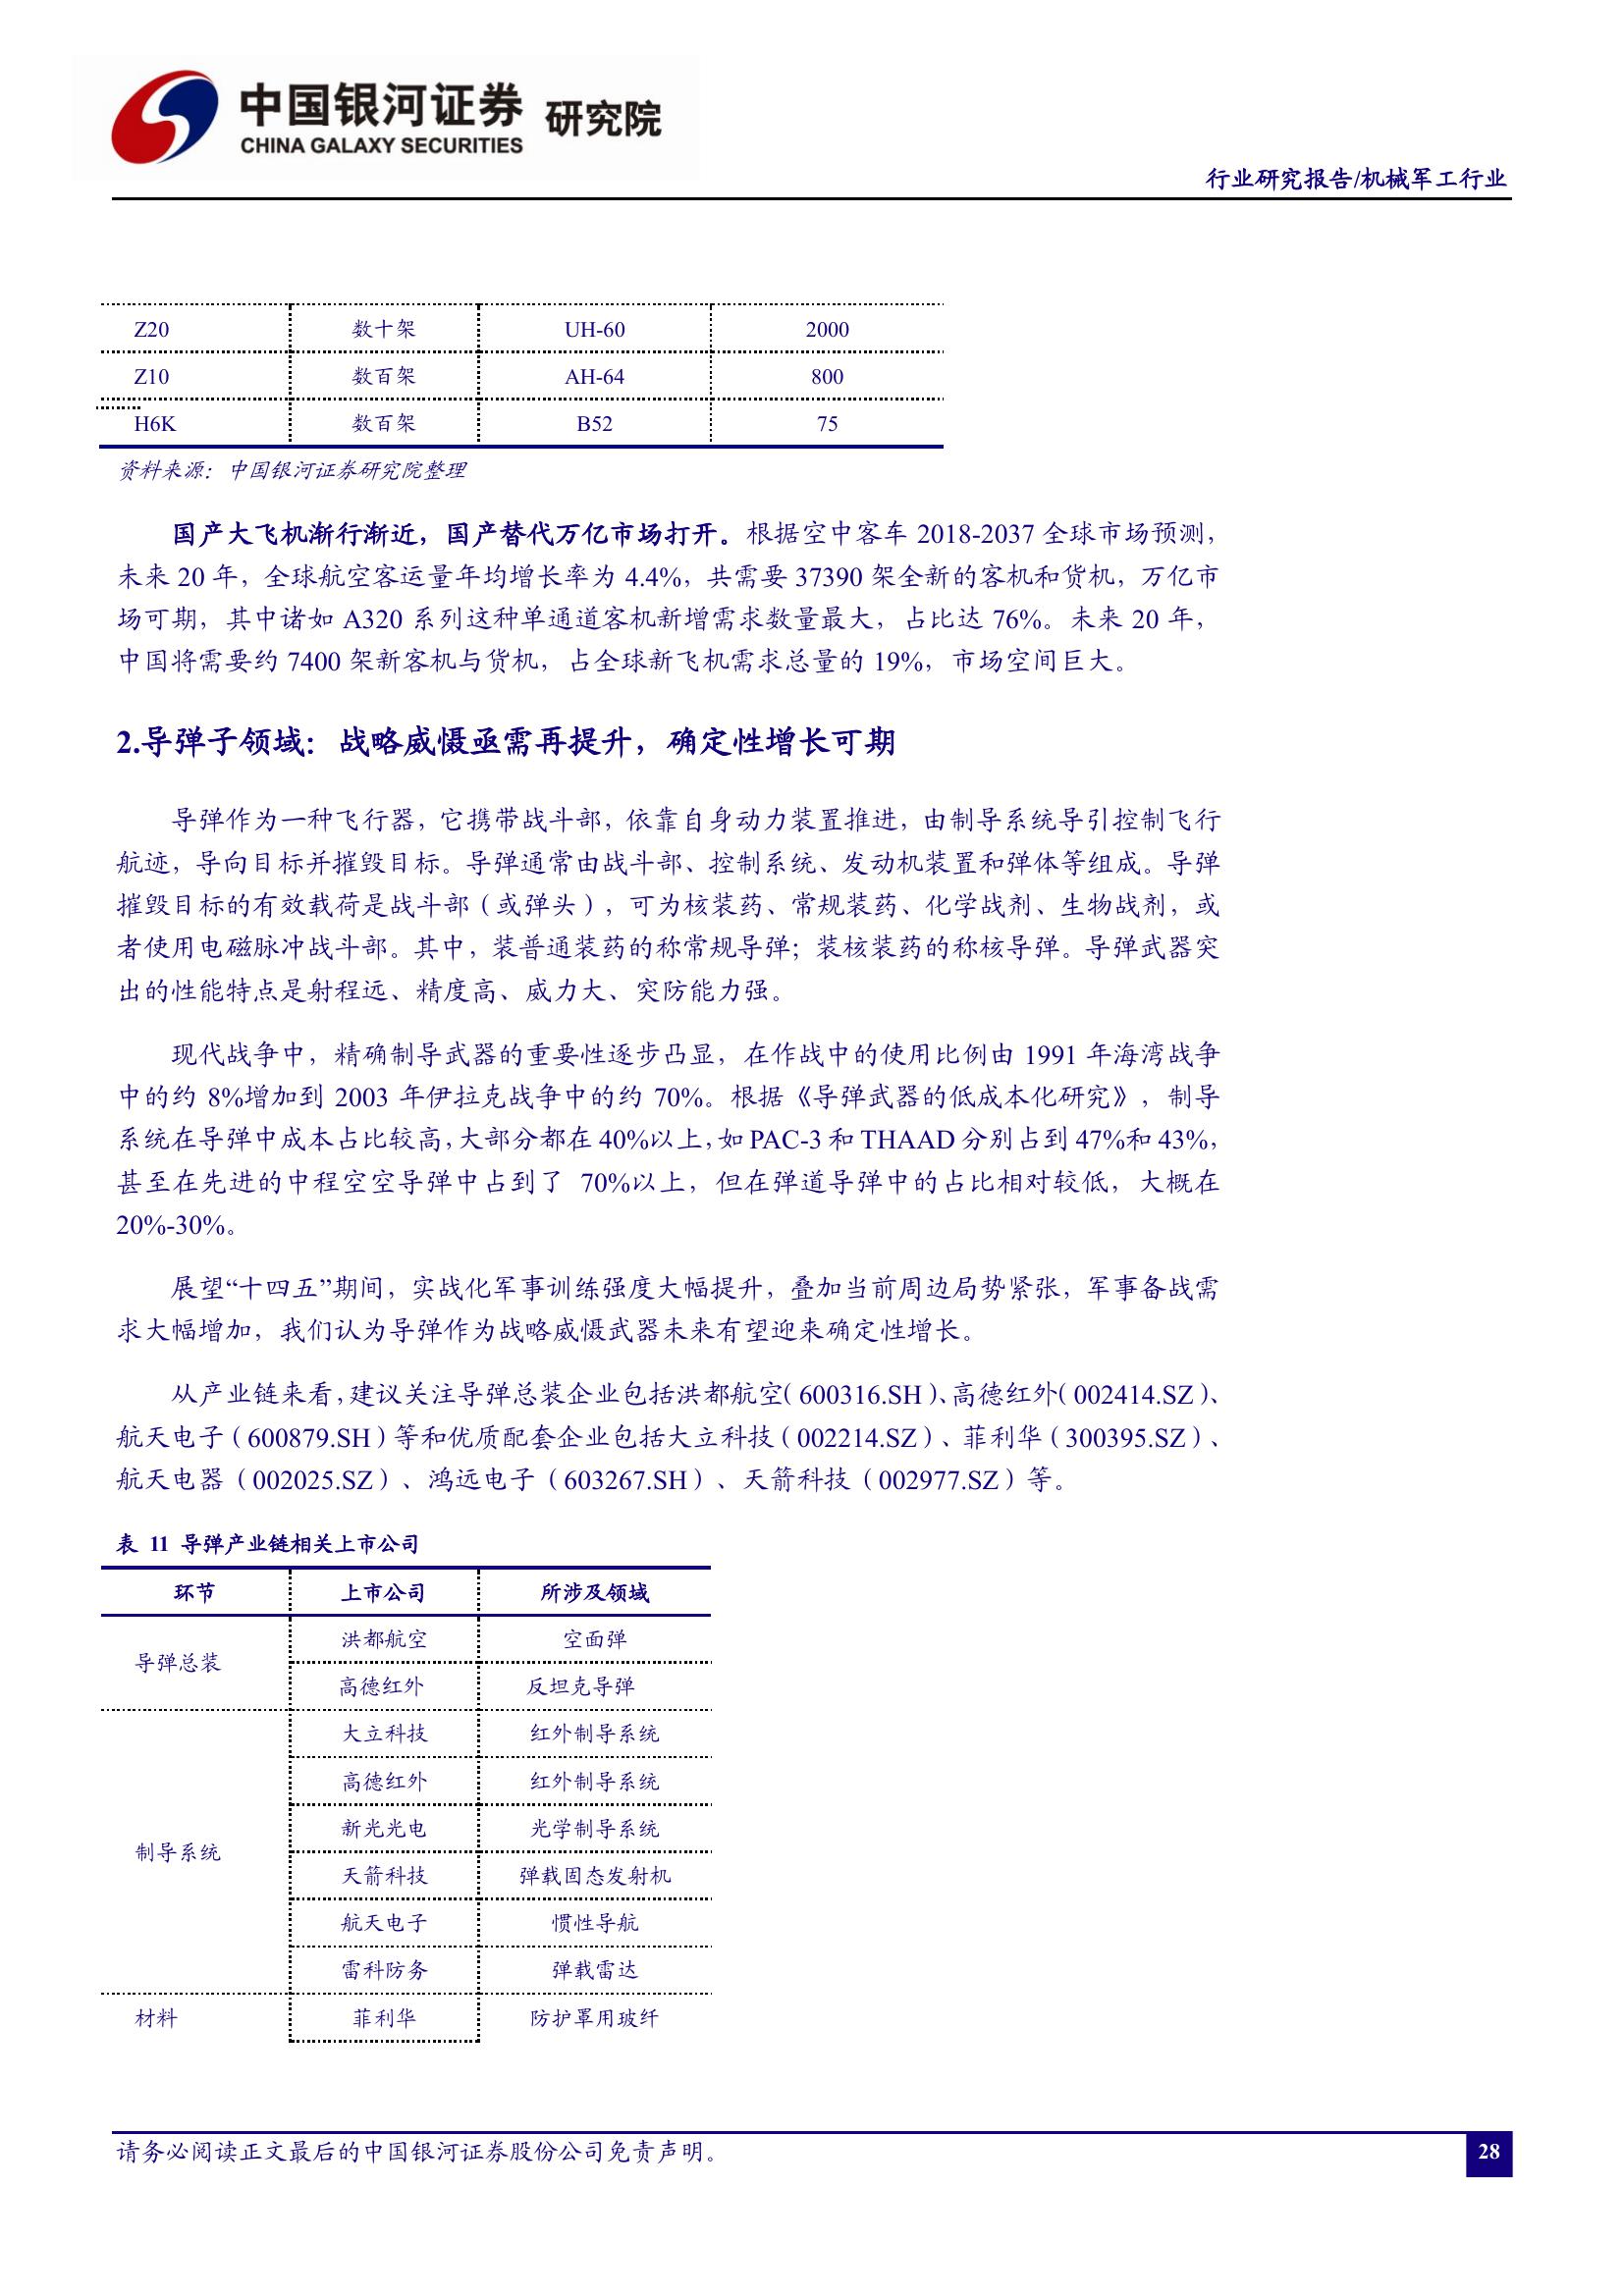 中国银河证券 研究院
CHINA GALAXY SECURITIES
行业研究报告/机械军工行业
Z20 数十架 UH-60 2000
Z10 数百架 AH-64 800
H6K 数百架 B52 75
资料来源：中国银河证券研究院整理
国产大飞机渐行渐近，国产替代万亿市场打开。根据空中客车 2018-2037 全球市场预测，
未来 20 年，全球航空客运量年均增长率为 4.4%，共需要 37390 架全新的客机和货机，万亿市
场可期，其中诸如 A320 系列这种单通道客机新增需求数量最大，占比达 76%。未来 20 年，
中国将需要约 7400 架新客机与货机，占全球新飞机需求总量的 19%，市场空间巨大。
2.导弹子领域：战略威慑亟需再提升，确定性增长可期
导弹作为一种飞行器，它携带战斗部，依靠自身动力装置推进，由制导系统导引控制飞行
航迹，导向目标并摧毁目标。导弹通常由战斗部、控制系统、发动机装置和弹体等组成。导弹
摧毁目标的有效载荷是战斗部（或弹头），可为核装药、常规装药、化学战剂、生物战剂，或
者使用电磁脉冲战斗部。其中，装普通装药的称常规导弹；装核装药的称核导弹。导弹武器突
出的性能特点是射程远、精度高、威力大、突防能力强。
现代战争中，精确制导武器的重要性逐步凸显，在作战中的使用比例由 1991 年海湾战争
中的约 8%增加到 2003 年伊拉克战争中的约 70%。根据《导弹武器的低成本化研究》，制导
系统在导弹中成本占比较高，大部分都在 40%以上，如 PAC-3 和 THAAD 分别占到 47%和 43%，
甚至在先进的中程空空导弹中占到了 70%以上，但在弹道导弹中的占比相对较低，大概在
20%-30%。
展望“十四五”期间，实战化军事训练强度大幅提升，叠加当前周边局势紧张，军事备战需
求大幅增加，我们认为导弹作为战略威慑武器未来有望迎来确定性增长。
从产业链来看，建议关注导弹总装企业包括洪都航空（600316.SH）、高德红外（002414.SZ）、
航天电子（600879.SH）等和优质配套企业包括大立科技（002214.SZ）、菲利华（300395.SZ）、
航天电器（002025.SZ）、鸿远电子（603267.SH）、天箭科技（002977.SZ）等。
表 11 导弹产业链相关上市公司
环节 上市公司 所涉及领域
导弹总装 洪都航空 空面弹
高德红外 反坦克导弹
制导系统 大立科技 红外制导系统
高德红外 红外制导系统
新光光电 光学制导系统
天箭科技 弹载固态发射机
航天电子 惯性导航
雷科防务 弹载雷达
材料 菲利华 防护罩用玻纤
请务必阅读正文最后的中国银河证券股份公司免责声明。
28